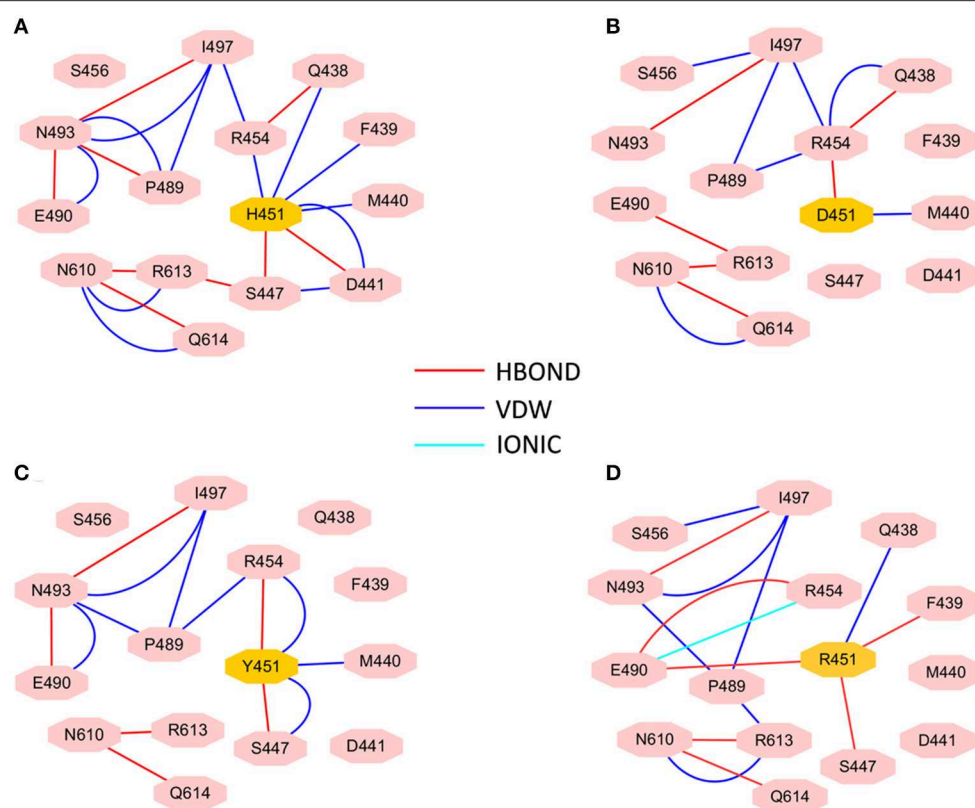 A
I497
S456
Q438
N493
R454
F439
P489
E490
H451
M440
N610
R613
S447
D441
Q614
B
I497
S456
Q438
N493
R454
F439
P489
E490
D451
M440
N610
R613
S447
D441
Q614
HBOND
VDW
IONIC
C
I497
S456
Q438
R454
N493
F439
P489
Y451
M440
E490
N610
R613
S447
D441
Q614
D
I497
S456
Q438
N493
R454
F439
E490
R451
P489
M440
N610
R613
D441
S447
Q614